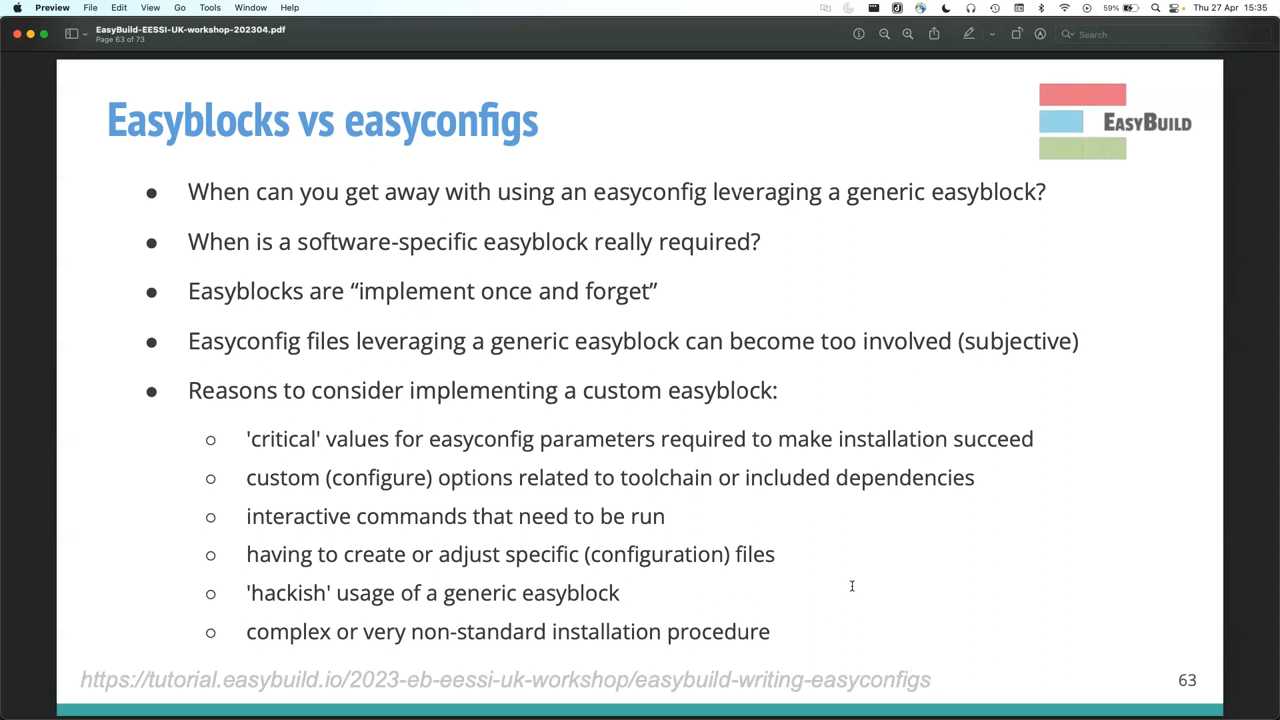 Preview File Edit View Go Tools Window Help 59% Thu 27 Apr 15:35
EasyBuild-EESSI-UK-workshop-202304.pdf
Page 63 of 73
Search
Easyblocks vs easyconfigs
EASYBUILD
● When can you get away with using an easyconfig leveraging a generic easyblock?
● When is a software-specific easyblock really required?
● Easyblocks are “implement once and forget”
● Easyconfig files leveraging a generic easyblock can become too involved (subjective)
● Reasons to consider implementing a custom easyblock:
○ 'critical' values for easyconfig parameters required to make installation succeed
○ custom (configure) options related to toolchain or included dependencies
○ interactive commands that need to be run
○ having to create or adjust specific (configuration) files
○ 'hackish' usage of a generic easyblock
○ complex or very non-standard installation procedure
https://tutorial.easybuild.io/2023-eb-eessi-uk-workshop/easybuild-writing-easyconfigs
63